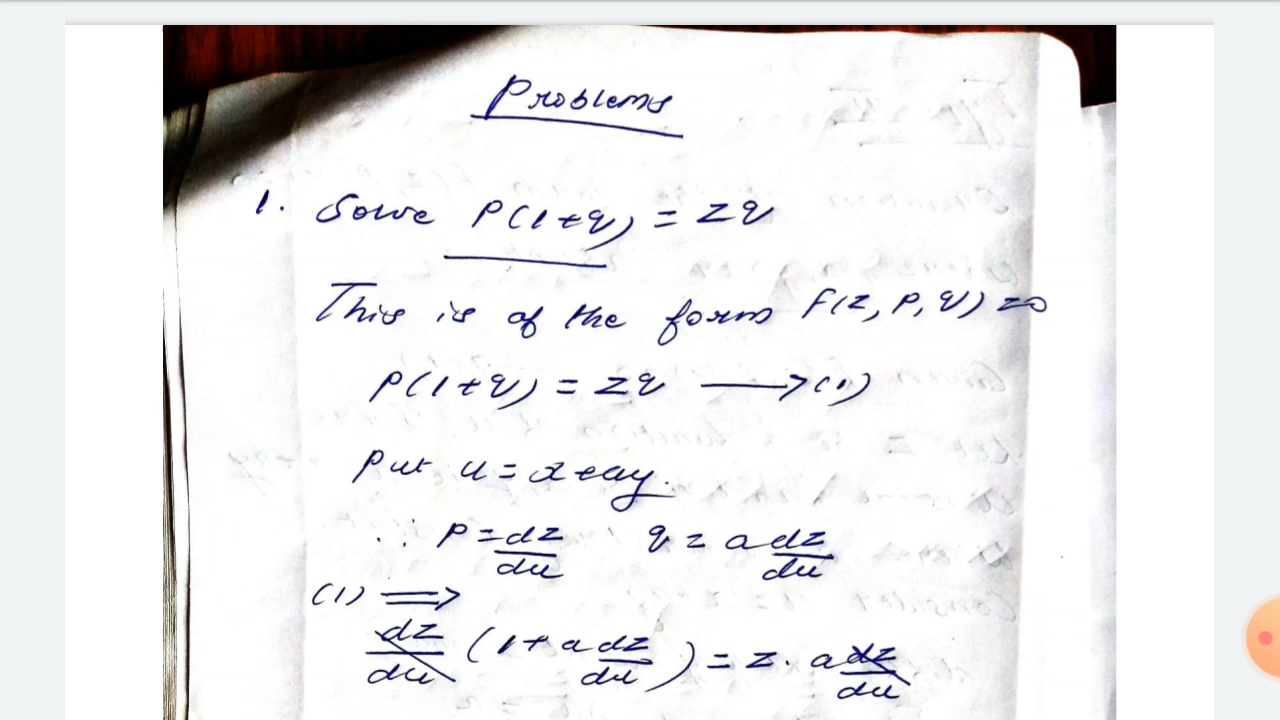 Problems
1. Solve P(1+q) = zq
This is of the form F(z, P, q) = 0
P(1+q) = zq ⟶ (1)
Put u = x+ay.
∴ P = dz/du q = a dz/du
(1) ⟹
dz/du (1 + a dz/du) = z. a dz/du